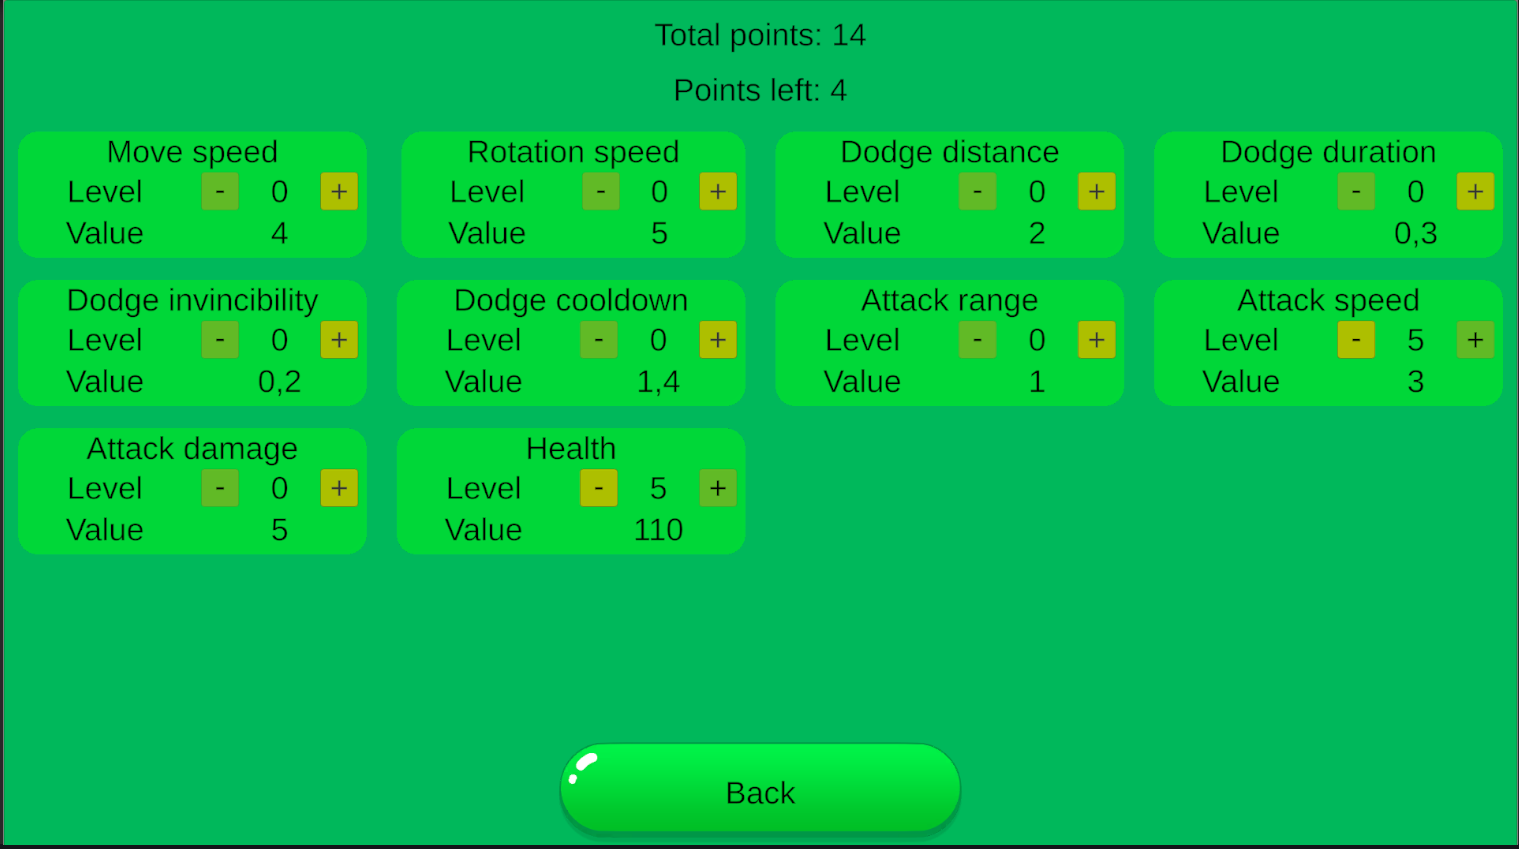 Total points: 14
Points left: 4
Move speed
Level - 0 +
Value 4
Rotation speed
Level - 0 +
Value 5
Dodge distance
Level - 0 +
Value 2
Dodge duration
Level - 0 +
Value 0,3
Dodge invincibility
Level - 0 +
Value 0,2
Dodge cooldown
Level - 0 +
Value 1,4
Attack range
Level - 0 +
Value 1
Attack speed
Level - 5 +
Value 3
Attack damage
Level - 0 +
Value 5
Health
Level - 5 +
Value 110
Back